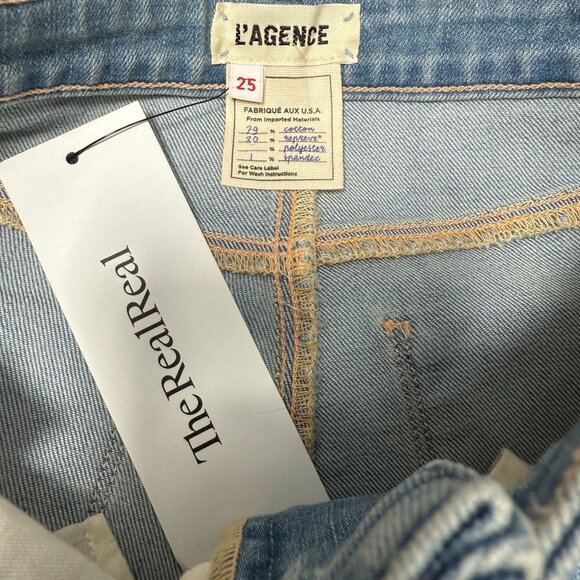 L'AGENCE
25
FABRIQUÉ AUX U.S.A.
From Imported Materials
79 % cotton
20 % repreve®
% polyester
1 % spandex
See Care Label
For Wash Instructions
TheRealReal